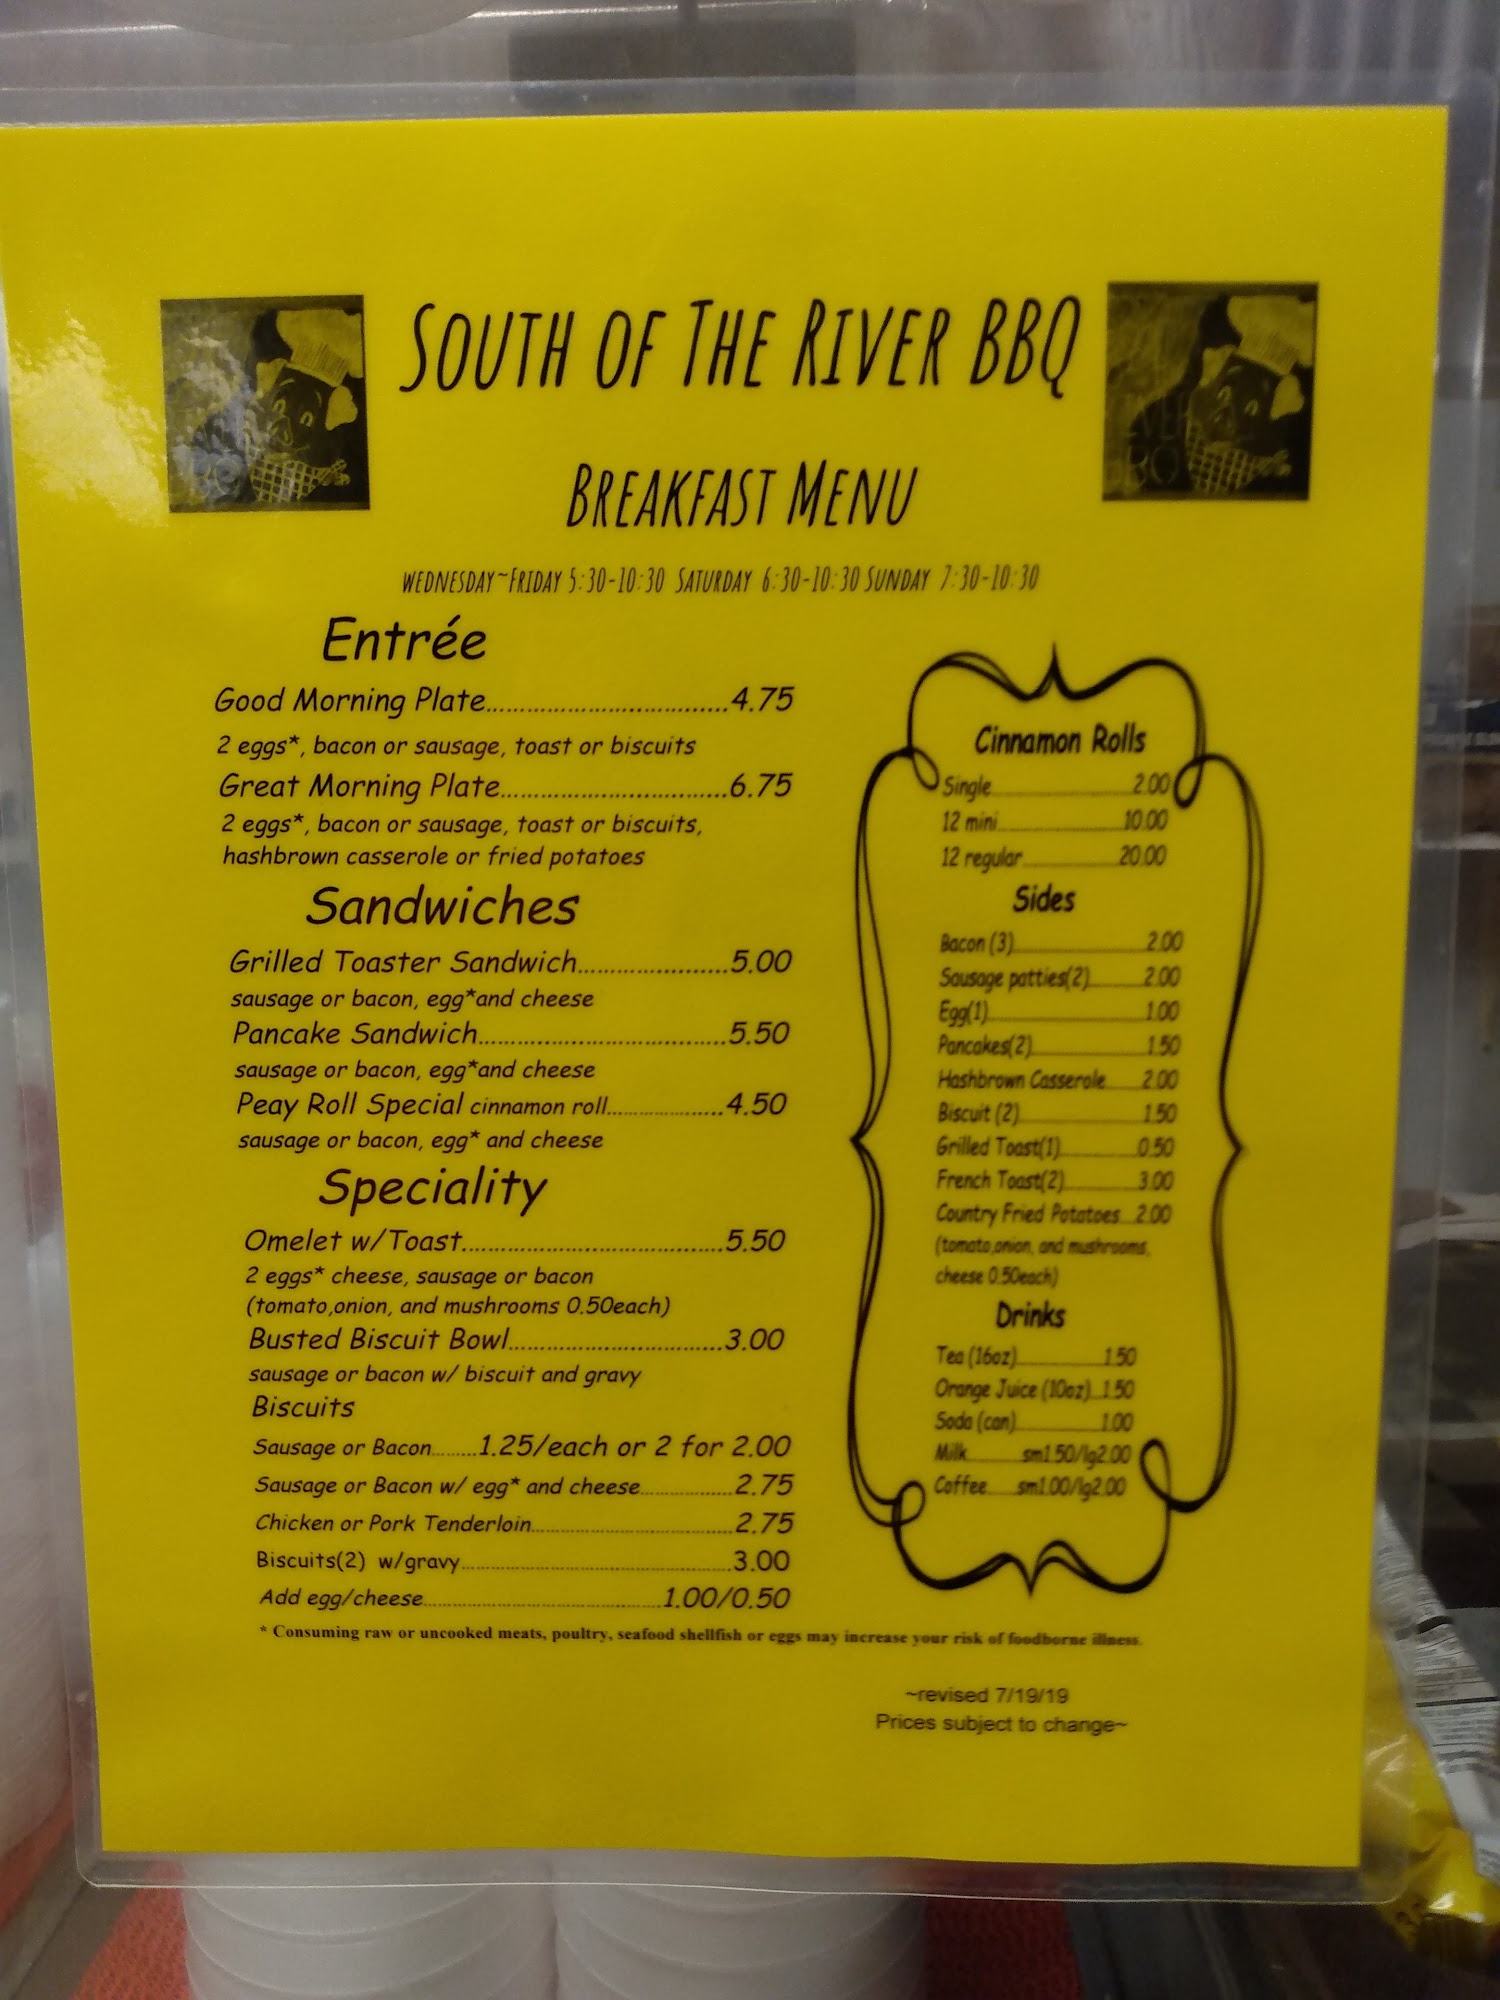 South of The River BBQ
Breakfast Menu
Wednesday~Friday 5:30-10:30 Saturday 6:30-10:30 Sunday 7:30-10:30
Entrée
Good Morning Plate....................................4.75
2 eggs*, bacon or sausage, toast or biscuits
Great Morning Plate..................................6.75
2 eggs*, bacon or sausage, toast or biscuits,
hashbrown casserole or fried potatoes
Sandwiches
Grilled Toaster Sandwich......................5.00
sausage or bacon, egg*and cheese
Pancake Sandwich.....................................5.50
sausage or bacon, egg*and cheese
Peay Roll Special cinnamon roll....................4.50
sausage or bacon, egg* and cheese
Speciality
Omelet w/Toast.......................................5.50
2 eggs* cheese, sausage or bacon
(tomato,onion, and mushrooms 0.50each)
Busted Biscuit Bowl................................3.00
sausage or bacon w/ biscuit and gravy
Biscuits
Sausage or Bacon.........1.25/each or 2 for 2.00
Sausage or Bacon w/ egg* and cheese..................2.75
Chicken or Pork Tenderloin.......................................2.75
Biscuits(2) w/gravy....................................................3.00
Add egg/cheese..............................................1.00/0.50
* Consuming raw or uncooked meats, poultry, seafood shellfish or eggs may increase your risk of foodborne illness.
Cinnamon Rolls
Single..........................2.00
12 mini.......................10.00
12 regular.................20.00
Sides
Bacon (3).........................2.00
Sausage patties(2)..........2.00
Egg(1)..............................1.00
Pancakes(2).....................1.50
Hashbrown Casserole.......2.00
Biscuit (2)........................1.50
Grilled Toast(1)...............0.50
French Toast(2)..............3.00
Country Fried Potatoes...2.00
(tomato,onion, and mushrooms,
cheese 0.50each)
Drinks
Tea (16oz).................1.50
Orange Juice (10oz)..1.50
Soda (can).................1.00
Milk...........sm1.50/lg2.00
Coffee......sm1.00/lg2.00
~revised 7/19/19
Prices subject to change~